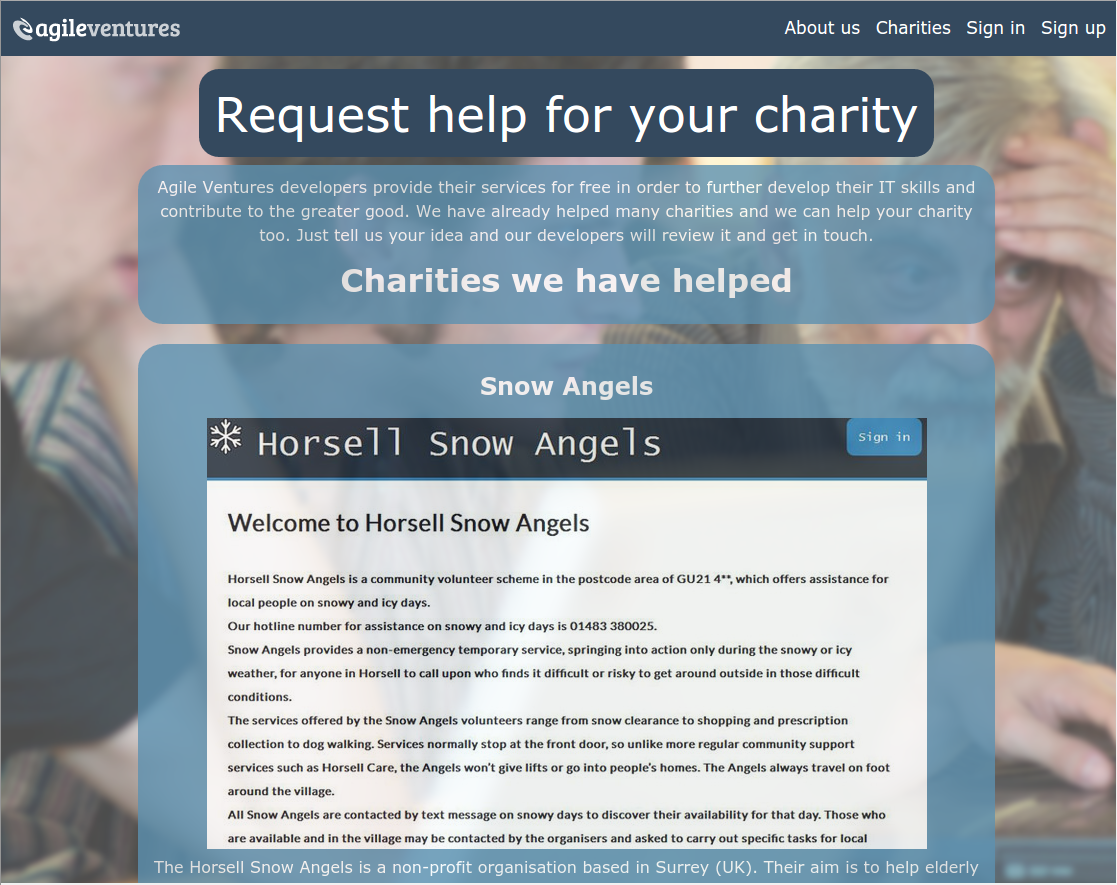 agileventures
About us Charities Sign in Sign up
Request help for your charity
Agile Ventures developers provide their services for free in order to further develop their IT skills and
contribute to the greater good. We have already helped many charities and we can help your charity
too. Just tell us your idea and our developers will review it and get in touch.
Charities we have helped
Snow Angels
Horsell Snow Angels
Sign in
Welcome to Horsell Snow Angels
Horsell Snow Angels is a community volunteer scheme in the postcode area of GU21 4**, which offers assistance for
local people on snowy and icy days.
Our hotline number for assistance on snowy and icy days is 01483 380025.
Snow Angels provides a non-emergency temporary service, springing into action only during the snowy or icy
weather, for anyone in Horsell to call upon who finds it difficult or risky to get around outside in those difficult
conditions.
The services offered by the Snow Angels volunteers range from snow clearance to shopping and prescription
collection to dog walking. Services normally stop at the front door, so unlike more regular community support
services such as Horsell Care, the Angels won't give lifts or go into people's homes. The Angels always travel on foot
around the village.
All Snow Angels are contacted by text message on snowy days to discover their availability for that day. Those who
are available and in the village may be contacted by the organisers and asked to carry out specific tasks for local
The Horsell Snow Angels is a non-profit organisation based in Surrey (UK). Their aim is to help elderly